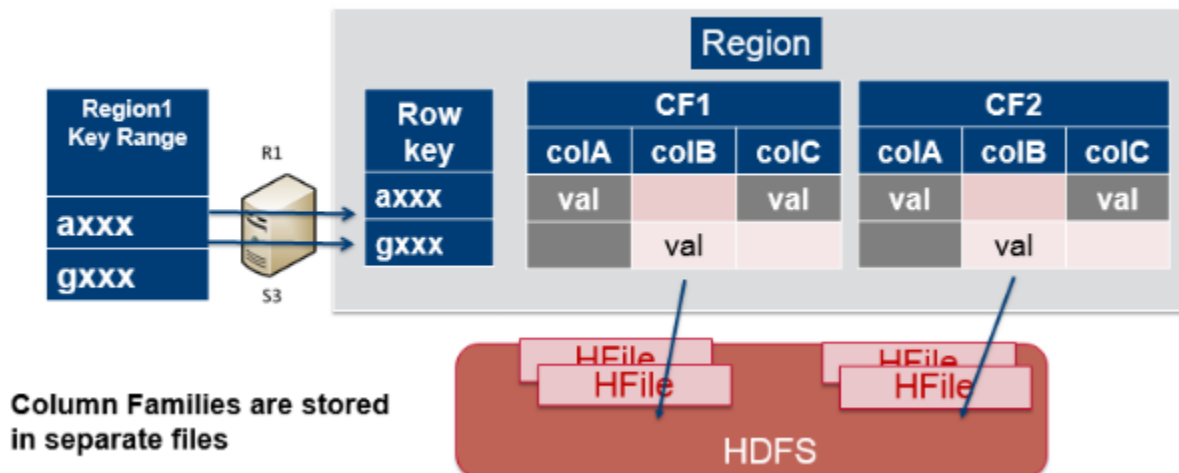 Region
Region1
Key Range
axxx
gxxx
R1
S3
Row
key
axxx
gxxx
CF1
colA colB colC
val val
val
CF2
colA colB colC
val val
val
HFile
HFile
HFile
HFile
HDFS
Column Families are stored
in separate files